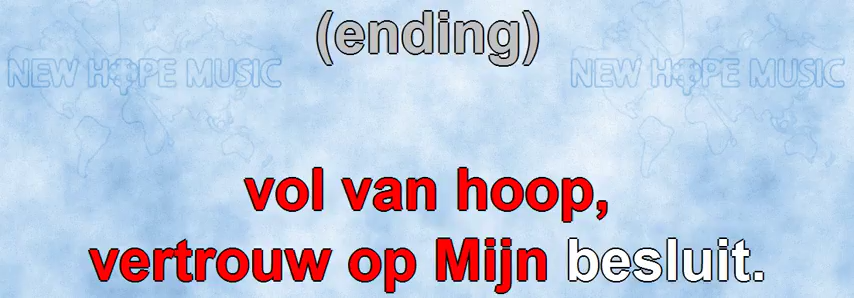 (ending)
NEW HOPE MUSIC NEW HOPE MUSIC
vol van hoop,
vertrouw op Mijn besluit.